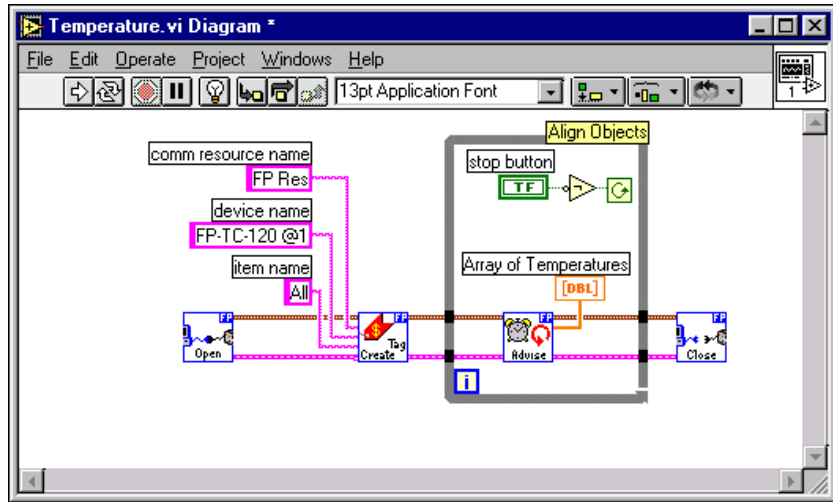 Temperature.vi Diagram *
File Edit Operate Project Windows Help
13pt Application Font
1
Align Objects
comm resource name
FP Res
stop button
TF
device name
FP-TC-120 @1
item name
All
Array of Temperatures
[DBL]
FP FP FP FP
Open
Tag
Create
Advise
Close
i